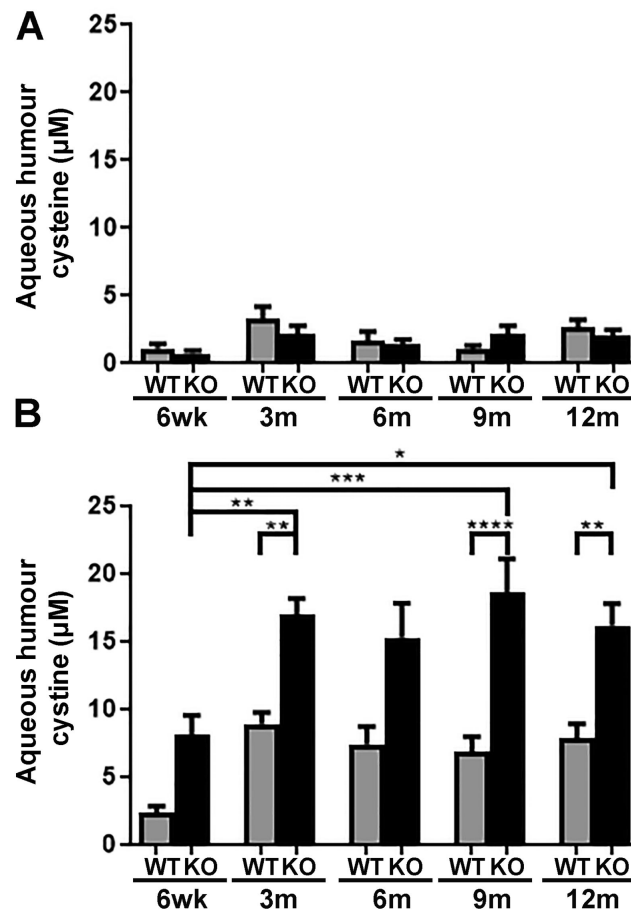 A
Aqueous humour
cysteine (µM)
25
20
15
10
5
0
WT KO WT KO WT KO WT KO WT KO
6wk 3m 6m 9m 12m
B
Aqueous humour
cystine (µM)
*
***
**
** **** **
25
20
15
10
5
0
WT KO WT KO WT KO WT KO WT KO
6wk 3m 6m 9m 12m